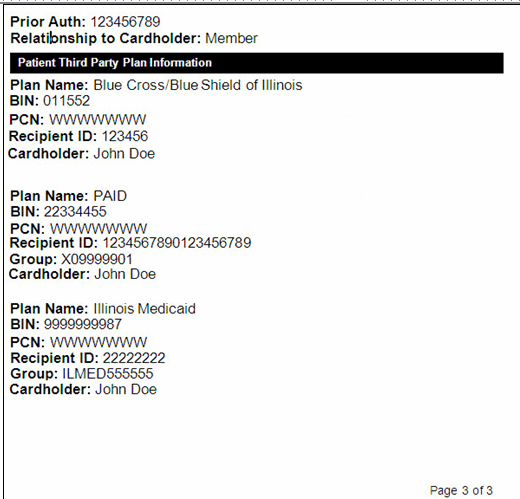 Prior Auth: 123456789
Relationship to Cardholder: Member
Patient Third Party Plan Information
Plan Name: Blue Cross/Blue Shield of Illinois
BIN: 011552
PCN: WWWWWWWW
Recipient ID: 123456
Cardholder: John Doe
Plan Name: PAID
BIN: 22334455
PCN: WWWWWWWW
Recipient ID: 1234567890123456789
Group: X09999901
Cardholder: John Doe
Plan Name: Illinois Medicaid
BIN: 9999999987
PCN: WWWWWWWW
Recipient ID: 22222222
Group: ILMED555555
Cardholder: John Doe
Page 3 of 3